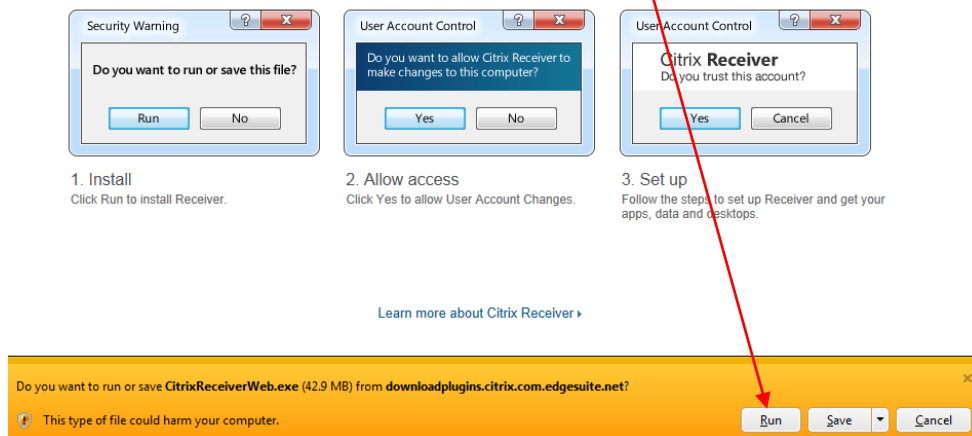 Security Warning
Do you want to run or save this file?
Run
No
1. Install
Click Run to install Receiver.
User Account Control
Do you want to allow Citrix Receiver to
make changes to this computer?
Yes
No
2. Allow access
Click Yes to allow User Account Changes.
User Account Control
Citrix Receiver
Do you trust this account?
Yes
Cancel
3. Set up
Follow the steps to set up Receiver and get your
apps, data and desktops.
Learn more about Citrix Receiver
Do you want to run or save CitrixReceiverWeb.exe (42.9 MB) from downloadplugins.citrix.com.edgesuite.net?
This type of file could harm your computer.
Run
Save
Cancel